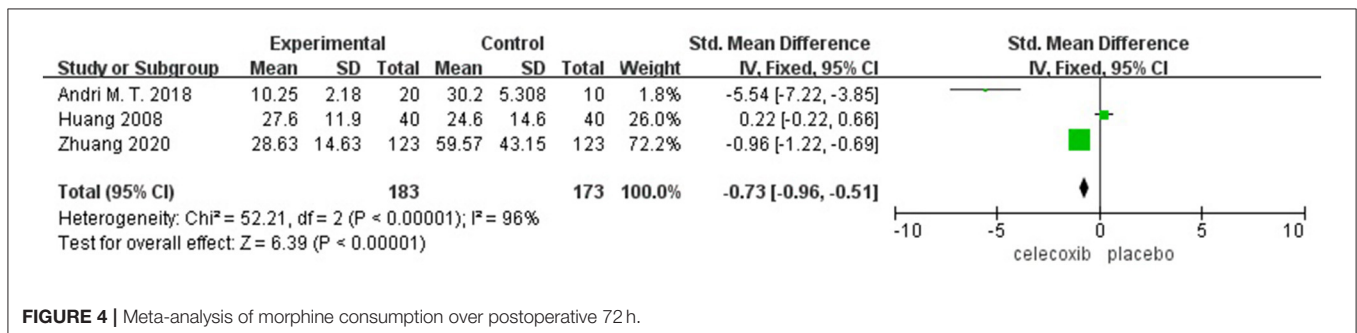 Experimental Control Std. Mean Difference Std. Mean Difference
Study or Subgroup Mean SD Total Mean SD Total Weight IV, Fixed, 95% CI IV, Fixed, 95% CI
Andri M. T. 2018 10.25 2.18 20 30.2 5.308 10 1.8% -5.54 [-7.22, -3.85]
Huang 2008 27.6 11.9 40 24.6 14.6 40 26.0% 0.22 [-0.22, 0.66]
Zhuang 2020 28.63 14.63 123 59.57 43.15 123 72.2% -0.96 [-1.22, -0.69]
Total (95% CI) 183 173 100.0% -0.73 [-0.96, -0.51]
Heterogeneity: Chi² = 52.21, df = 2 (P < 0.00001); I² = 96%
Test for overall effect: Z = 6.39 (P < 0.00001)
-10 -5 0 5 10
celecoxib placebo
FIGURE 4 | Meta-analysis of morphine consumption over postoperative 72 h.